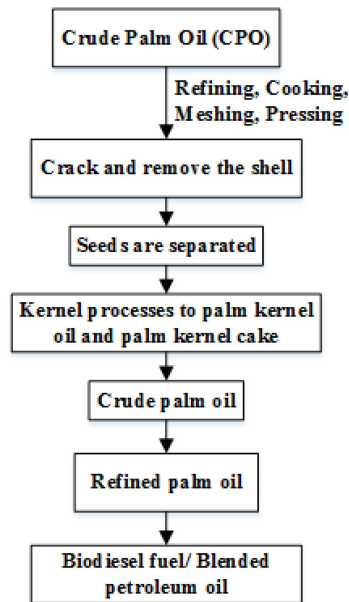 Crude Palm Oil (CPO)
Refining, Cooking,
Meshing, Pressing
Crack and remove the shell
Seeds are separated
Kernel processes to palm kernel
oil and palm kernel cake
Crude palm oil
Refined palm oil
Biodiesel fuel/ Blended
petroleum oil